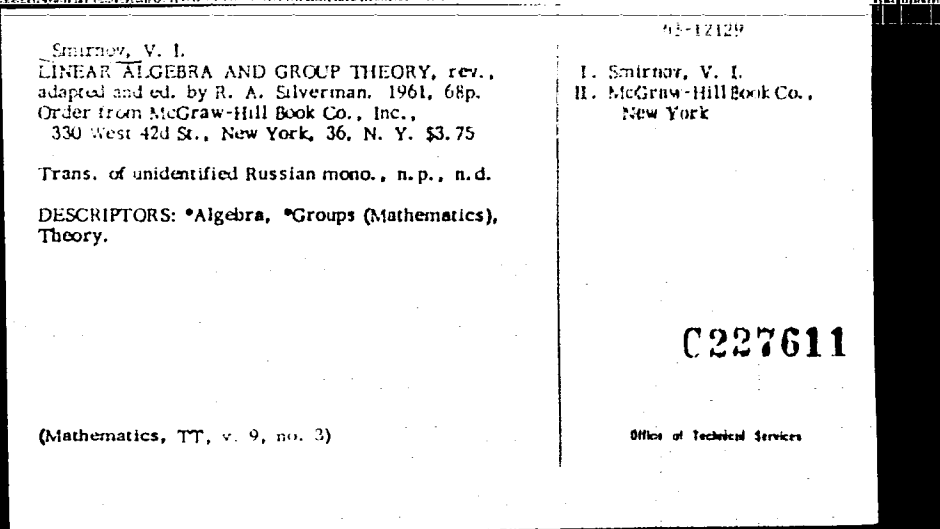 Smirnov, V. I.
LINEAR ALGEBRA AND GROUP THEORY, rev.,
adapted and ed. by R. A. Silverman. 1961, 68p.
Order from McGraw-Hill Book Co., Inc.,
330 West 42d St., New York, 36, N. Y. $3.75
Trans. of unidentified Russian mono., n.p., n.d.
DESCRIPTORS: *Algebra, *Groups (Mathematics),
Theory.
(Mathematics, TT, v. 9, no. 3)
63-12129
I. Smirnov, V. I.
II. McGraw-Hill Book Co.,
New York
C227611
Office of Technical Services